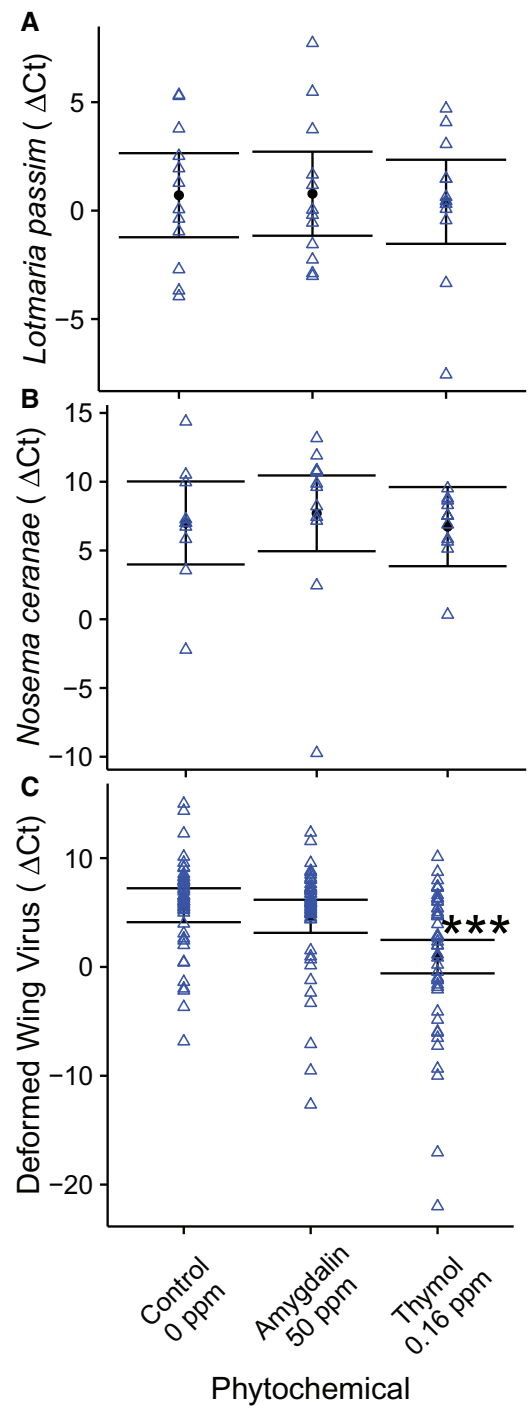 A
Lotmaria passim ( ΔCt)
5
0
−5
B
Nosema ceranae ( ΔCt)
15
10
5
0
−5
−10
C
Deformed Wing Virus ( ΔCt)
10
0
−10
−20
***
Control
0 ppm
Amygdalin
50 ppm
Thymol
0.16 ppm
Phytochemical